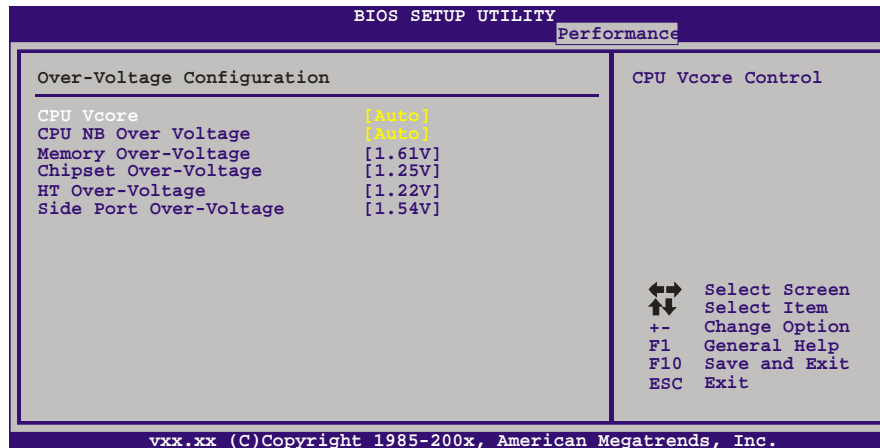 BIOS SETUP UTILITY
Performance
Over-Voltage Configuration
CPU Vcore [Auto]
CPU NB Over Voltage [Auto]
Memory Over-Voltage [1.61V]
Chipset Over-Voltage [1.25V]
HT Over-Voltage [1.22V]
Side Port Over-Voltage [1.54V]
CPU Vcore Control
Select Screen
Select Item
+- Change Option
F1 General Help
F10 Save and Exit
ESC Exit
vxx.xx (C)Copyright 1985-200x, American Megatrends, Inc.